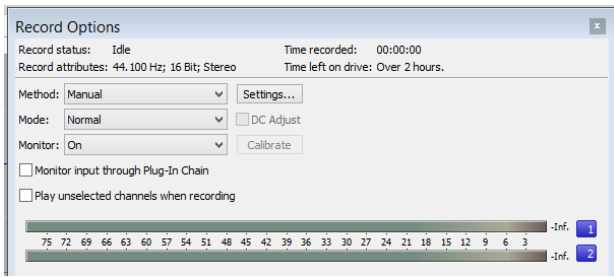 Record Options x
Record status: Idle Time recorded: 00:00:00
Record attributes: 44.100 Hz; 16 Bit; Stereo Time left on drive: Over 2 hours.
Method: Manual Settings...
Mode: Normal DC Adjust
Monitor: On Calibrate
Monitor input through Plug-In Chain
Play unselected channels when recording
-Inf. 1
75 72 69 66 63 60 57 54 51 48 45 42 39 36 33 30 27 24 21 18 15 12 9 6 3
-Inf. 2